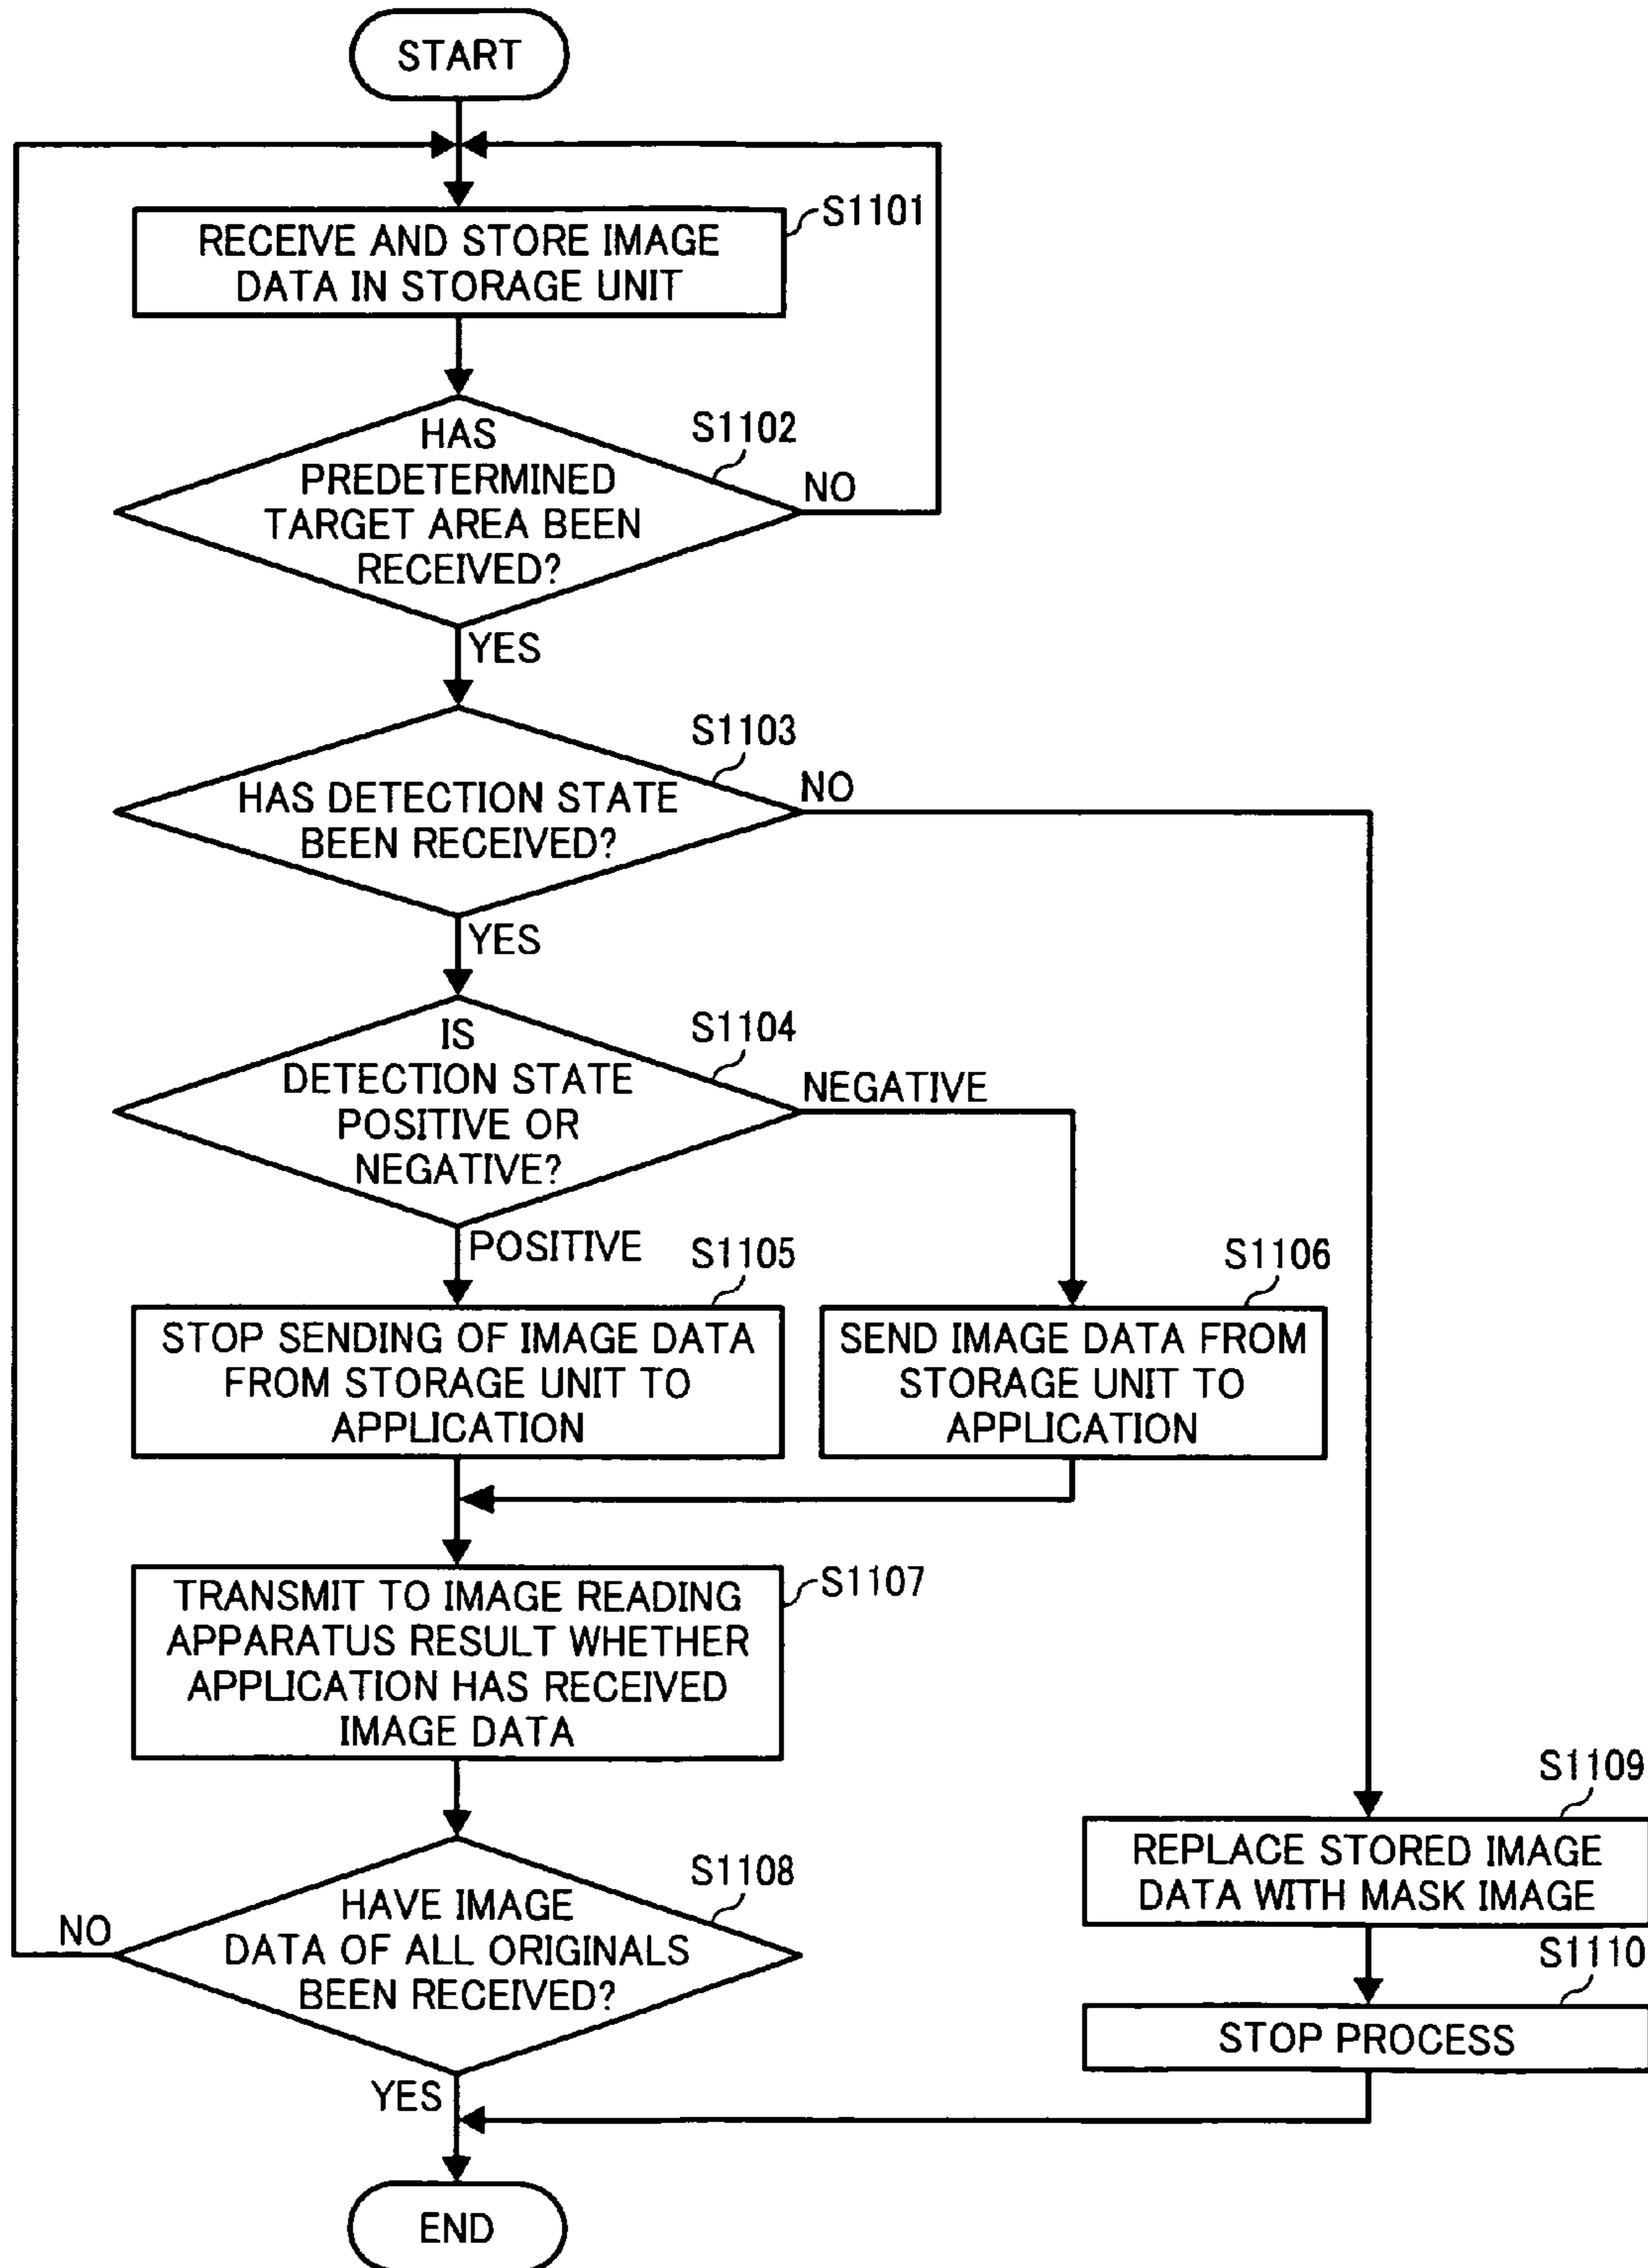 START
S1101
RECEIVE AND STORE IMAGE
DATA IN STORAGE UNIT
S1102
HAS
PREDETERMINED
TARGET AREA BEEN
RECEIVED?
NO
YES
S1103
HAS DETECTION STATE
BEEN RECEIVED?
NO
YES
S1104
IS
DETECTION STATE
POSITIVE OR
NEGATIVE?
NEGATIVE
POSITIVE
S1105
STOP SENDING OF IMAGE DATA
FROM STORAGE UNIT TO
APPLICATION
S1106
SEND IMAGE DATA FROM
STORAGE UNIT TO
APPLICATION
S1107
TRANSMIT TO IMAGE READING
APPARATUS RESULT WHETHER
APPLICATION HAS RECEIVED
IMAGE DATA
S1108
HAVE IMAGE
DATA OF ALL ORIGINALS
BEEN RECEIVED?
NO
YES
S1109
REPLACE STORED IMAGE
DATA WITH MASK IMAGE
S1110
STOP PROCESS
END